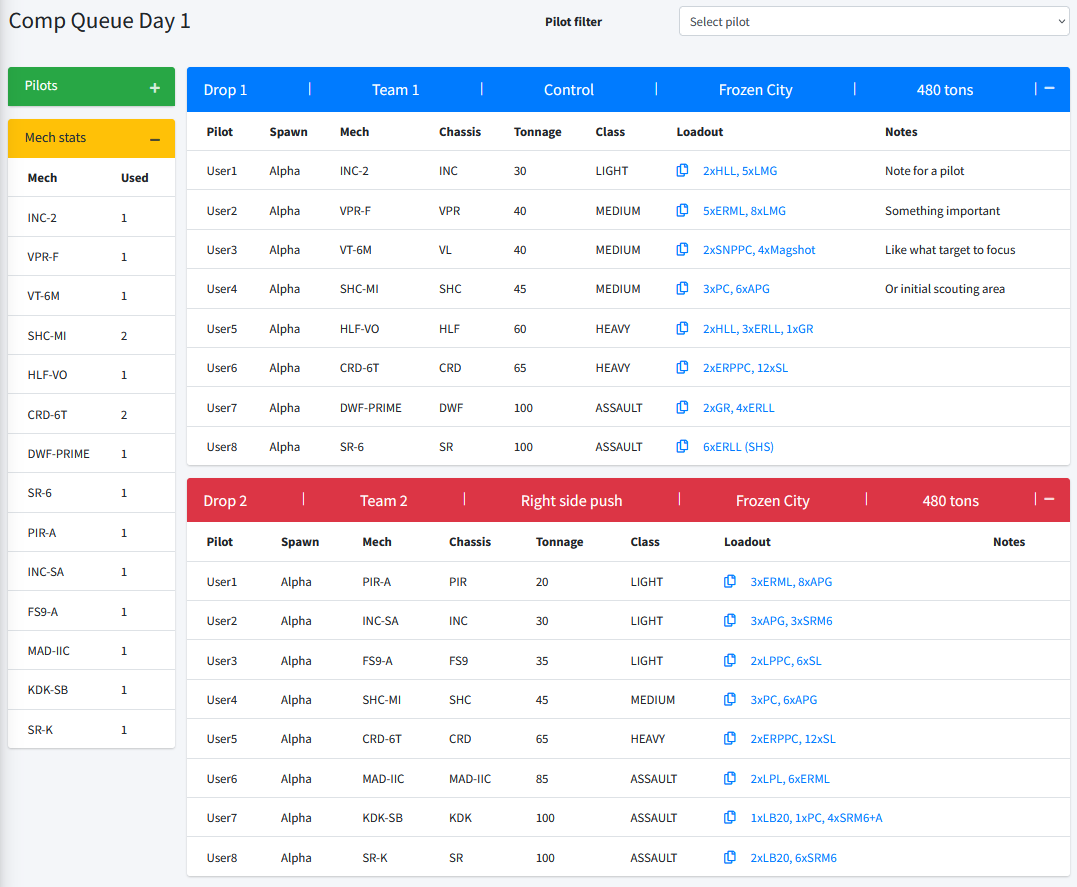 Comp Queue Day 1
Pilot filter
Select pilot
Pilots
Mech stats
Mech Used
INC-2 1
VPR-F 1
VT-6M 1
SHC-MI 2
HLF-VO 1
CRD-6T 2
DWF-PRIME 1
SR-6 1
PIR-A 1
INC-SA 1
FS9-A 1
MAD-IIC 1
KDK-SB 1
SR-K 1
Drop 1 | Team 1 | Control | Frozen City | 480 tons |
Pilot Spawn Mech Chassis Tonnage Class Loadout Notes
User1 Alpha INC-2 INC 30 LIGHT 2xHLL, 5xLMG Note for a pilot
User2 Alpha VPR-F VPR 40 MEDIUM 5xERML, 8xLMG Something important
User3 Alpha VT-6M VL 40 MEDIUM 2xSNPPC, 4xMagshot Like what target to focus
User4 Alpha SHC-MI SHC 45 MEDIUM 3xPC, 6xAPG Or initial scouting area
User5 Alpha HLF-VO HLF 60 HEAVY 2xHLL, 3xERLL, 1xGR
User6 Alpha CRD-6T CRD 65 HEAVY 2xERPPC, 12xSL
User7 Alpha DWF-PRIME DWF 100 ASSAULT 2xGR, 4xERLL
User8 Alpha SR-6 SR 100 ASSAULT 6xERLL (SHS)
Drop 2 | Team 2 | Right side push | Frozen City | 480 tons |
Pilot Spawn Mech Chassis Tonnage Class Loadout Notes
User1 Alpha PIR-A PIR 20 LIGHT 3xERML, 8xAPG
User2 Alpha INC-SA INC 30 LIGHT 3xAPG, 3xSRM6
User3 Alpha FS9-A FS9 35 LIGHT 2xLPPC, 6xSL
User4 Alpha SHC-MI SHC 45 MEDIUM 3xPC, 6xAPG
User5 Alpha CRD-6T CRD 65 HEAVY 2xERPPC, 12xSL
User6 Alpha MAD-IIC MAD-IIC 85 ASSAULT 2xLPL, 6xERML
User7 Alpha KDK-SB KDK 100 ASSAULT 1xLB20, 1xPC, 4xSRM6+A
User8 Alpha SR-K SR 100 ASSAULT 2xLB20, 6xSRM6